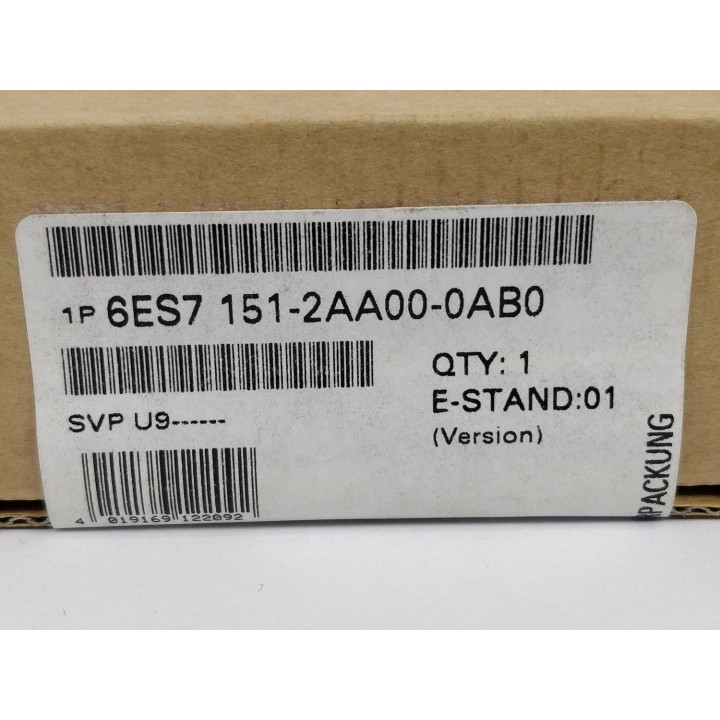 1P 6ES7 151-2AA00-0AB0
QTY: 1
E-STAND:01
(Version)
SVP U9------
4 019169 122092
PACKUNG